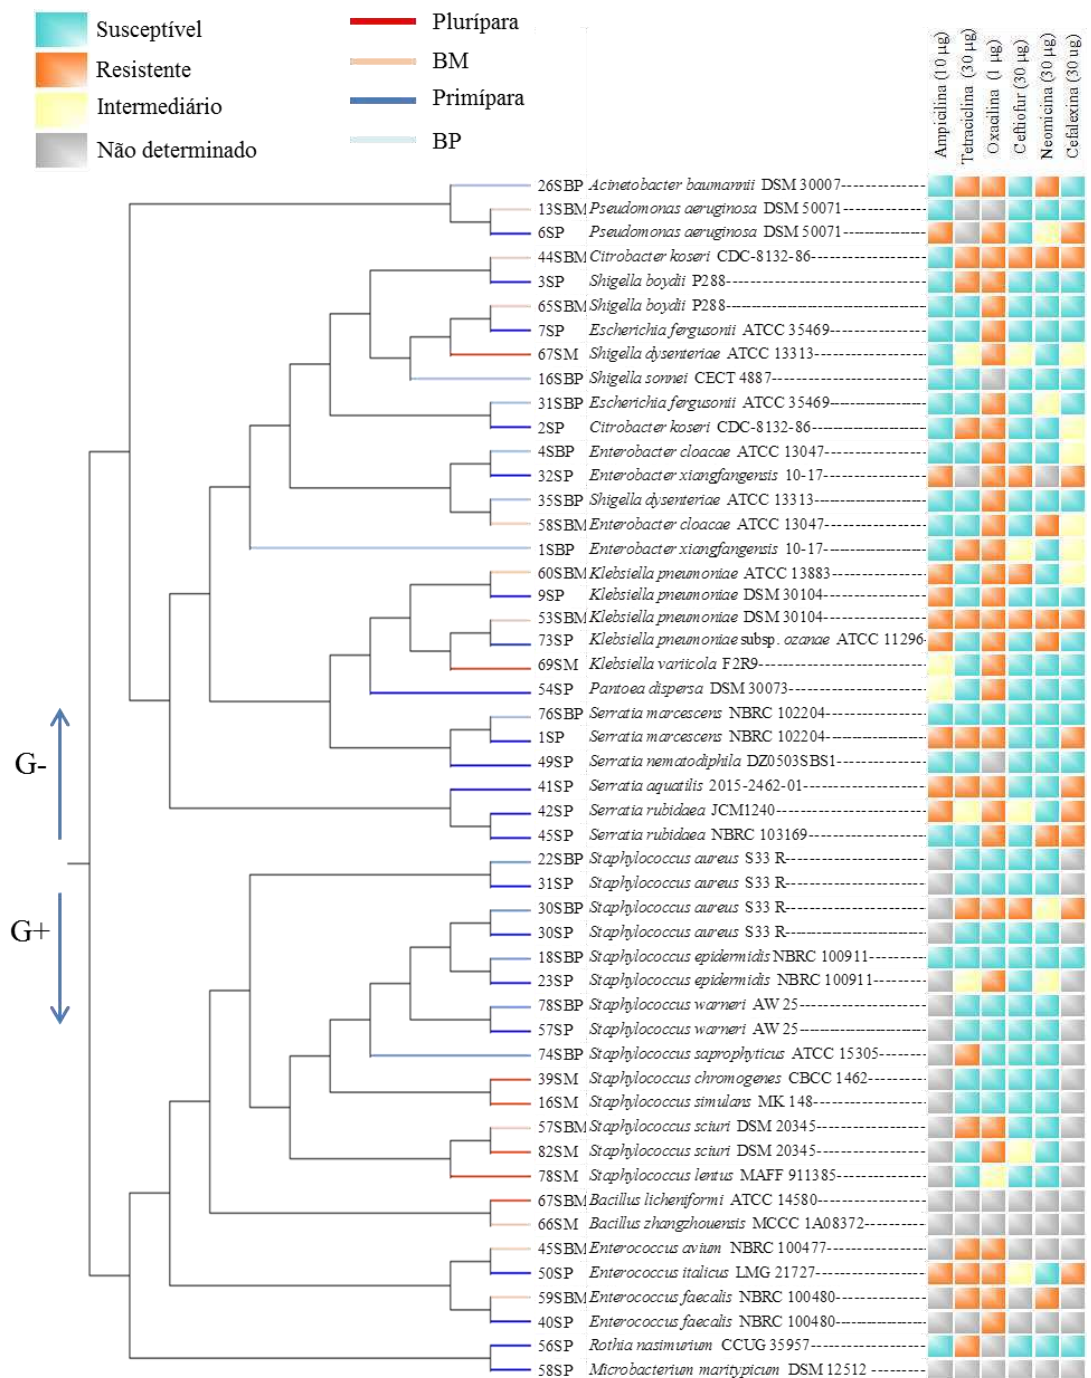 Susceptível
Resistente
Intermediário
Não determinado
Plurípara
BM
Primípara
BP
Ampicilina (10 µg)
Tetraciclina (30 µg)
Oxacilina (1 µg)
Ceftiofur (30 µg)
Neomicina (30 µg)
Cefalexina (30 ug)
26SBP Acinetobacter baumannii DSM 30007
13SBM Pseudomonas aeruginosa DSM 50071
6SP Pseudomonas aeruginosa DSM 50071
44SBM Citrobacter koseri CDC-8132-86
3SP Shigella boydii P288
65SBM Shigella boydii P288
7SP Escherichia fergusonii ATCC 35469
67SM Shigella dysenteriae ATCC 13313
16SBP Shigella sonnei CECT 4887
31SBP Escherichia fergusonii ATCC 35469
2SP Citrobacter koseri CDC-8132-86
4SBP Enterobacter cloacae ATCC 13047
32SP Enterobacter xiangfangensis 10-17
35SBP Shigella dysenteriae ATCC 13313
58SBM Enterobacter cloacae ATCC 13047
1SBP Enterobacter xiangfangensis 10-17
60SBM Klebsiella pneumoniae ATCC 13883
9SP Klebsiella pneumoniae DSM 30104
53SBM Klebsiella pneumoniae DSM 30104
73SP Klebsiella pneumoniae subsp. ozanae ATCC 11296
69SM Klebsiella variicola F2R9
54SP Pantoea dispersa DSM 30073
76SBP Serratia marcescens NBRC 102204
1SP Serratia marcescens NBRC 102204
49SP Serratia nematodiphila DZ0503SBS1
41SP Serratia aquatilis 2015-2462-01
42SP Serratia rubidaea JCM1240
45SP Serratia rubidaea NBRC 103169
22SBP Staphylococcus aureus S33 R
31SP Staphylococcus aureus S33 R
30SBP Staphylococcus aureus S33 R
30SP Staphylococcus aureus S33 R
18SBP Staphylococcus epidermidis NBRC 100911
23SP Staphylococcus epidermidis NBRC 100911
78SBP Staphylococcus warneri AW 25
57SP Staphylococcus warneri AW 25
74SBP Staphylococcus saprophyticus ATCC 15305
39SM Staphylococcus chromogenes CBCC 1462
16SM Staphylococcus simulans MK 148
57SBM Staphylococcus sciuri DSM 20345
82SM Staphylococcus sciuri DSM 20345
78SM Staphylococcus lentus MAFF 911385
67SBM Bacillus licheniformi ATCC 14580
66SM Bacillus zhangzhouensis MCCC 1A08372
45SBM Enterococcus avium NBRC 100477
50SP Enterococcus italicus LMG 21727
59SBM Enterococcus faecalis NBRC 100480
40SP Enterococcus faecalis NBRC 100480
56SP Rothia nasimurium CCUG 35957
58SP Microbacterium maritypicum DSM 12512
G-
G+